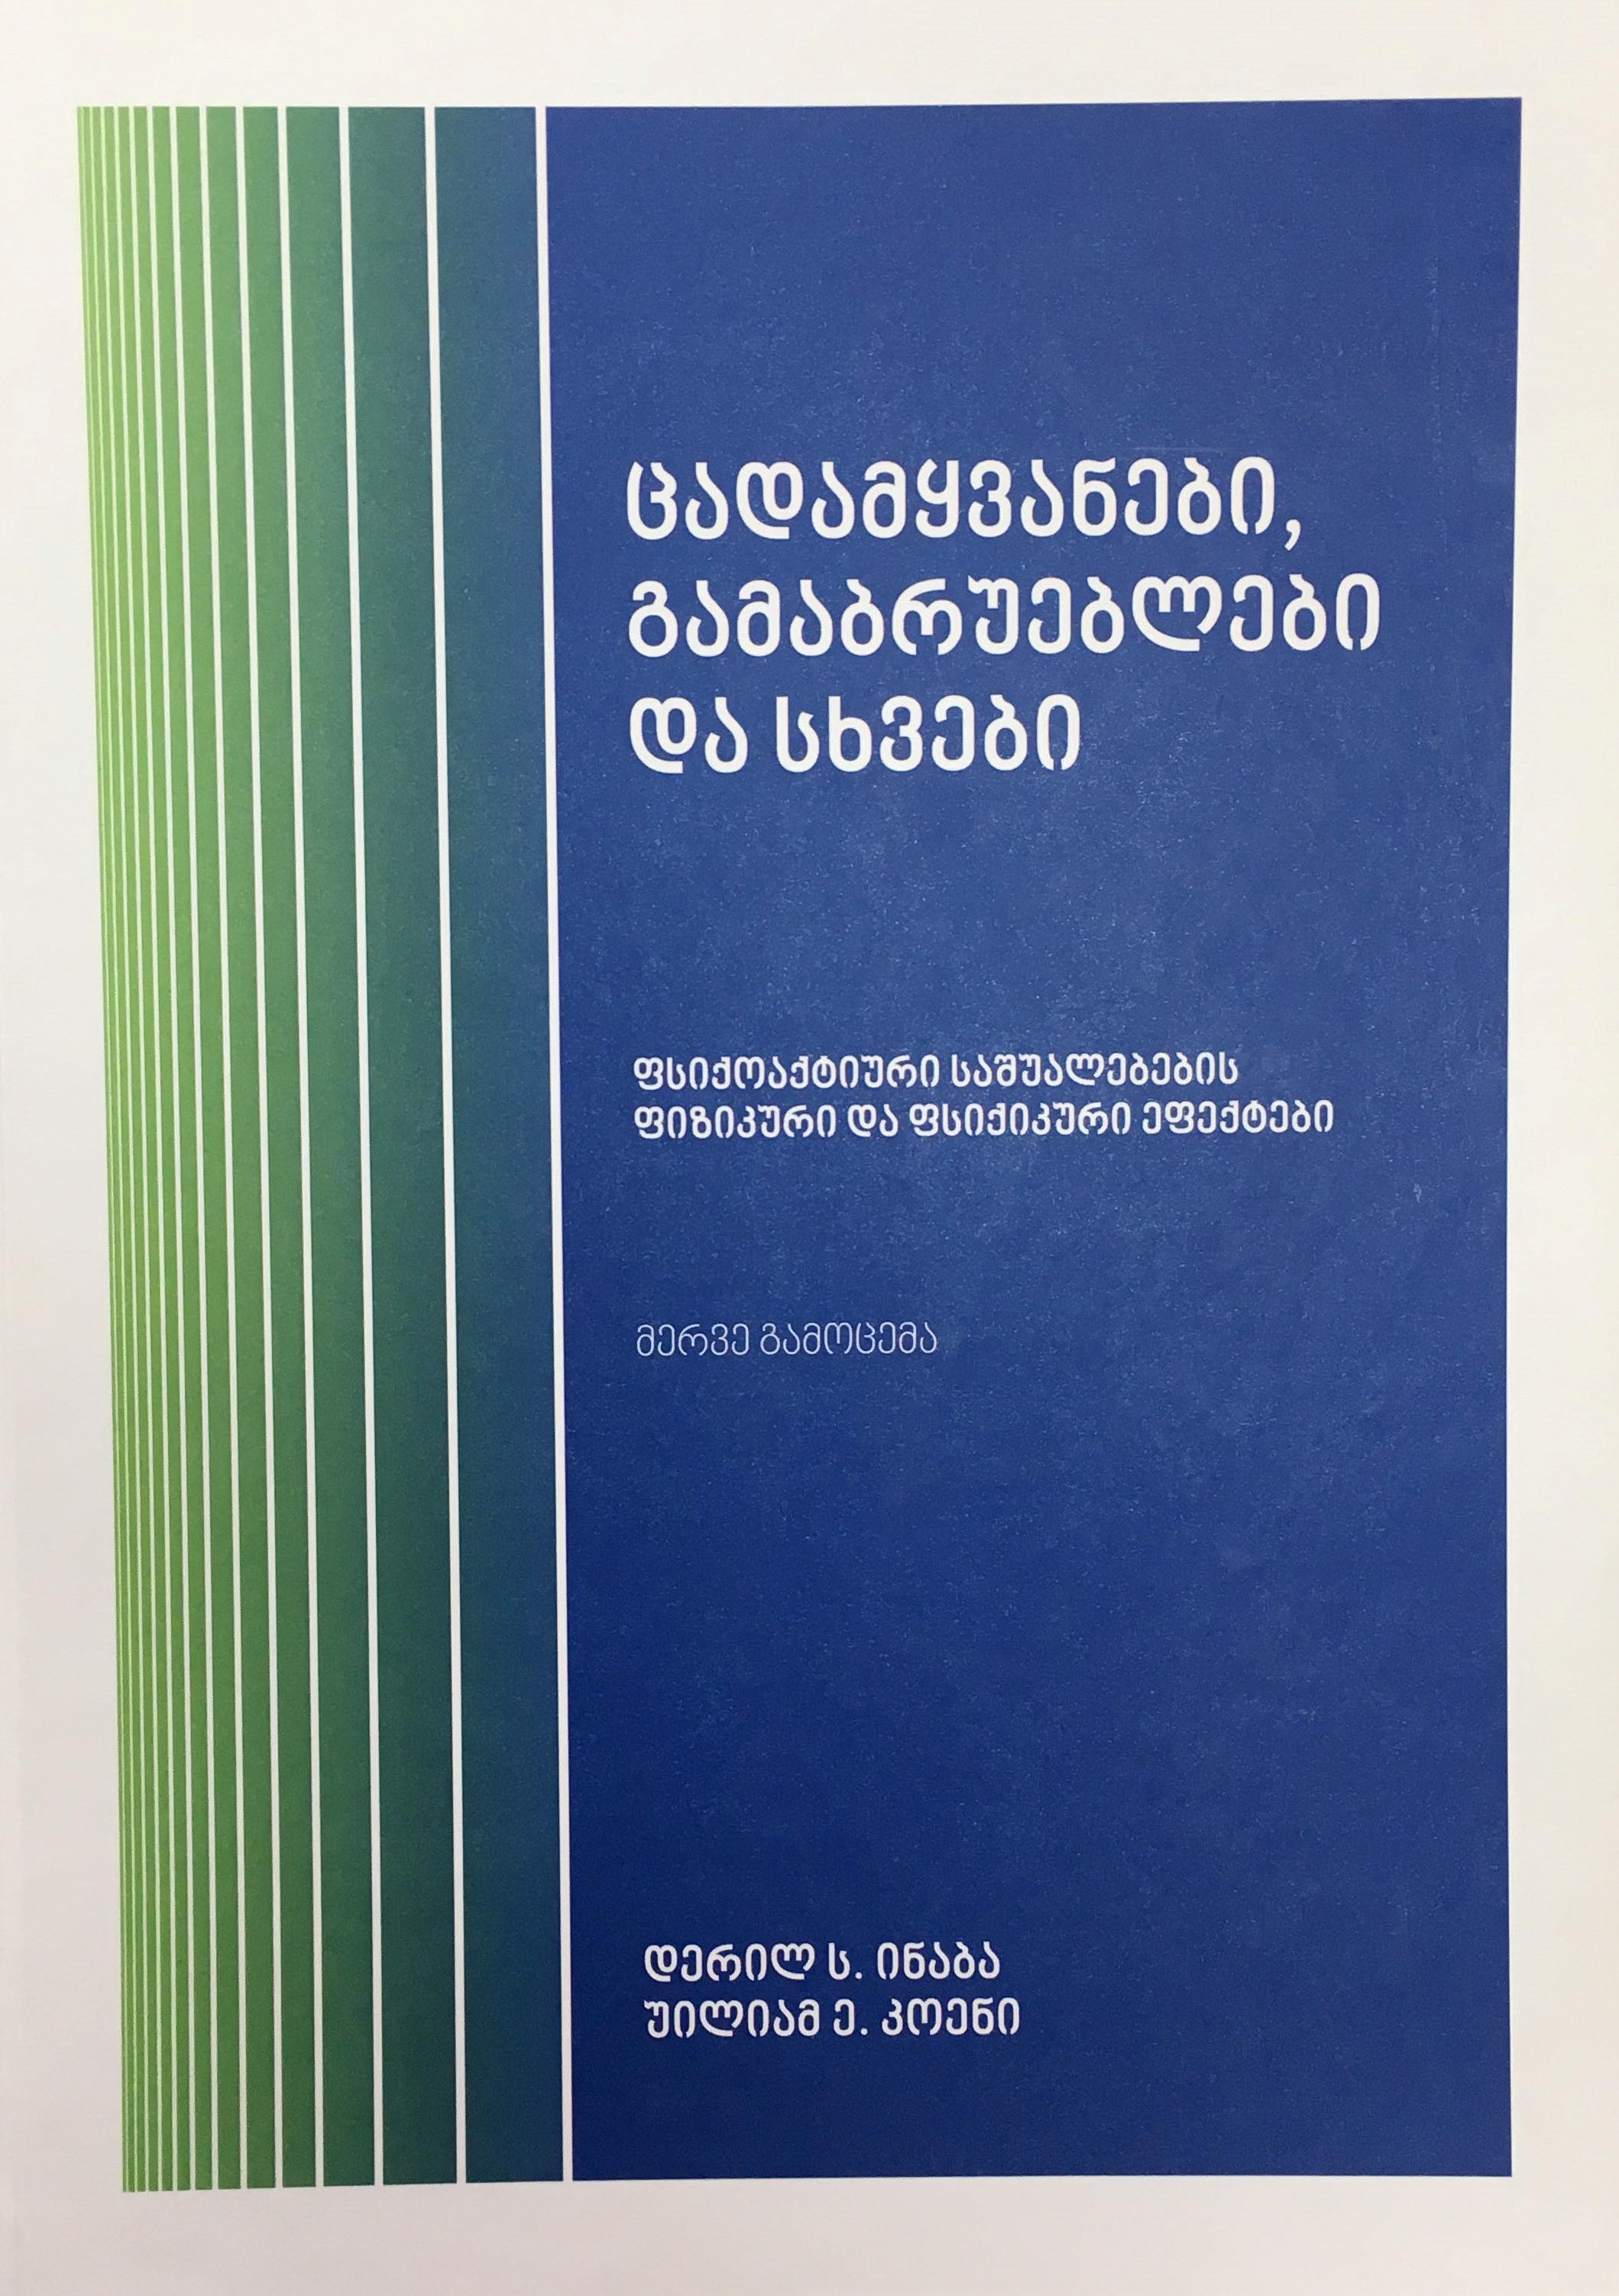 ცადამყვანები,
გამაბრუებლები
და სხვები
ფსიქოაქტიური საშუალებების
ფიზიკური და ფსიქიკური ეფექტები
მერვე გამოცემა
დერილ ს. ინაბა
უილიამ ე. კოენი